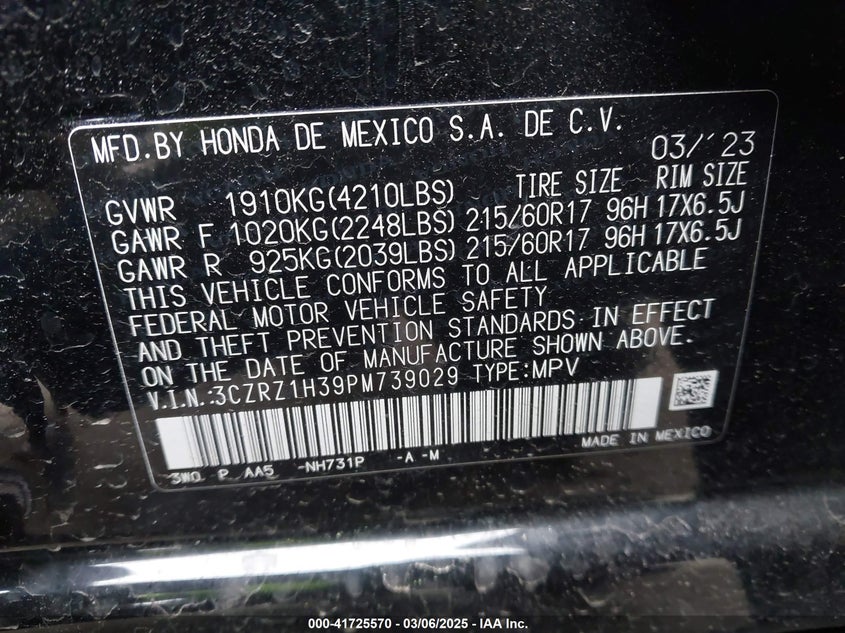 MFD. BY HONDA DE MEXICO S.A. DE C.V. 03/'23
TIRE SIZE RIM SIZE
GVWR 1910KG(4210LBS)
GAWR F 1020KG(2248LBS) 215/60R17 96H 17X6.5J
GAWR R 925KG(2039LBS) 215/60R17 96H 17X6.5J
THIS VEHICLE CONFORMS TO ALL APPLICABLE
FEDERAL MOTOR VEHICLE SAFETY
AND THEFT PREVENTION STANDARDS IN EFFECT
ON THE DATE OF MANUFACTURE SHOWN ABOVE.
V.I.N.:3CZRZ1H39PM739029 TYPE:MPV
MADE IN MEXICO
3W0 P AA5 -NH731P -A -M
000-41725570 — 03/06/2025 — IAA Inc.